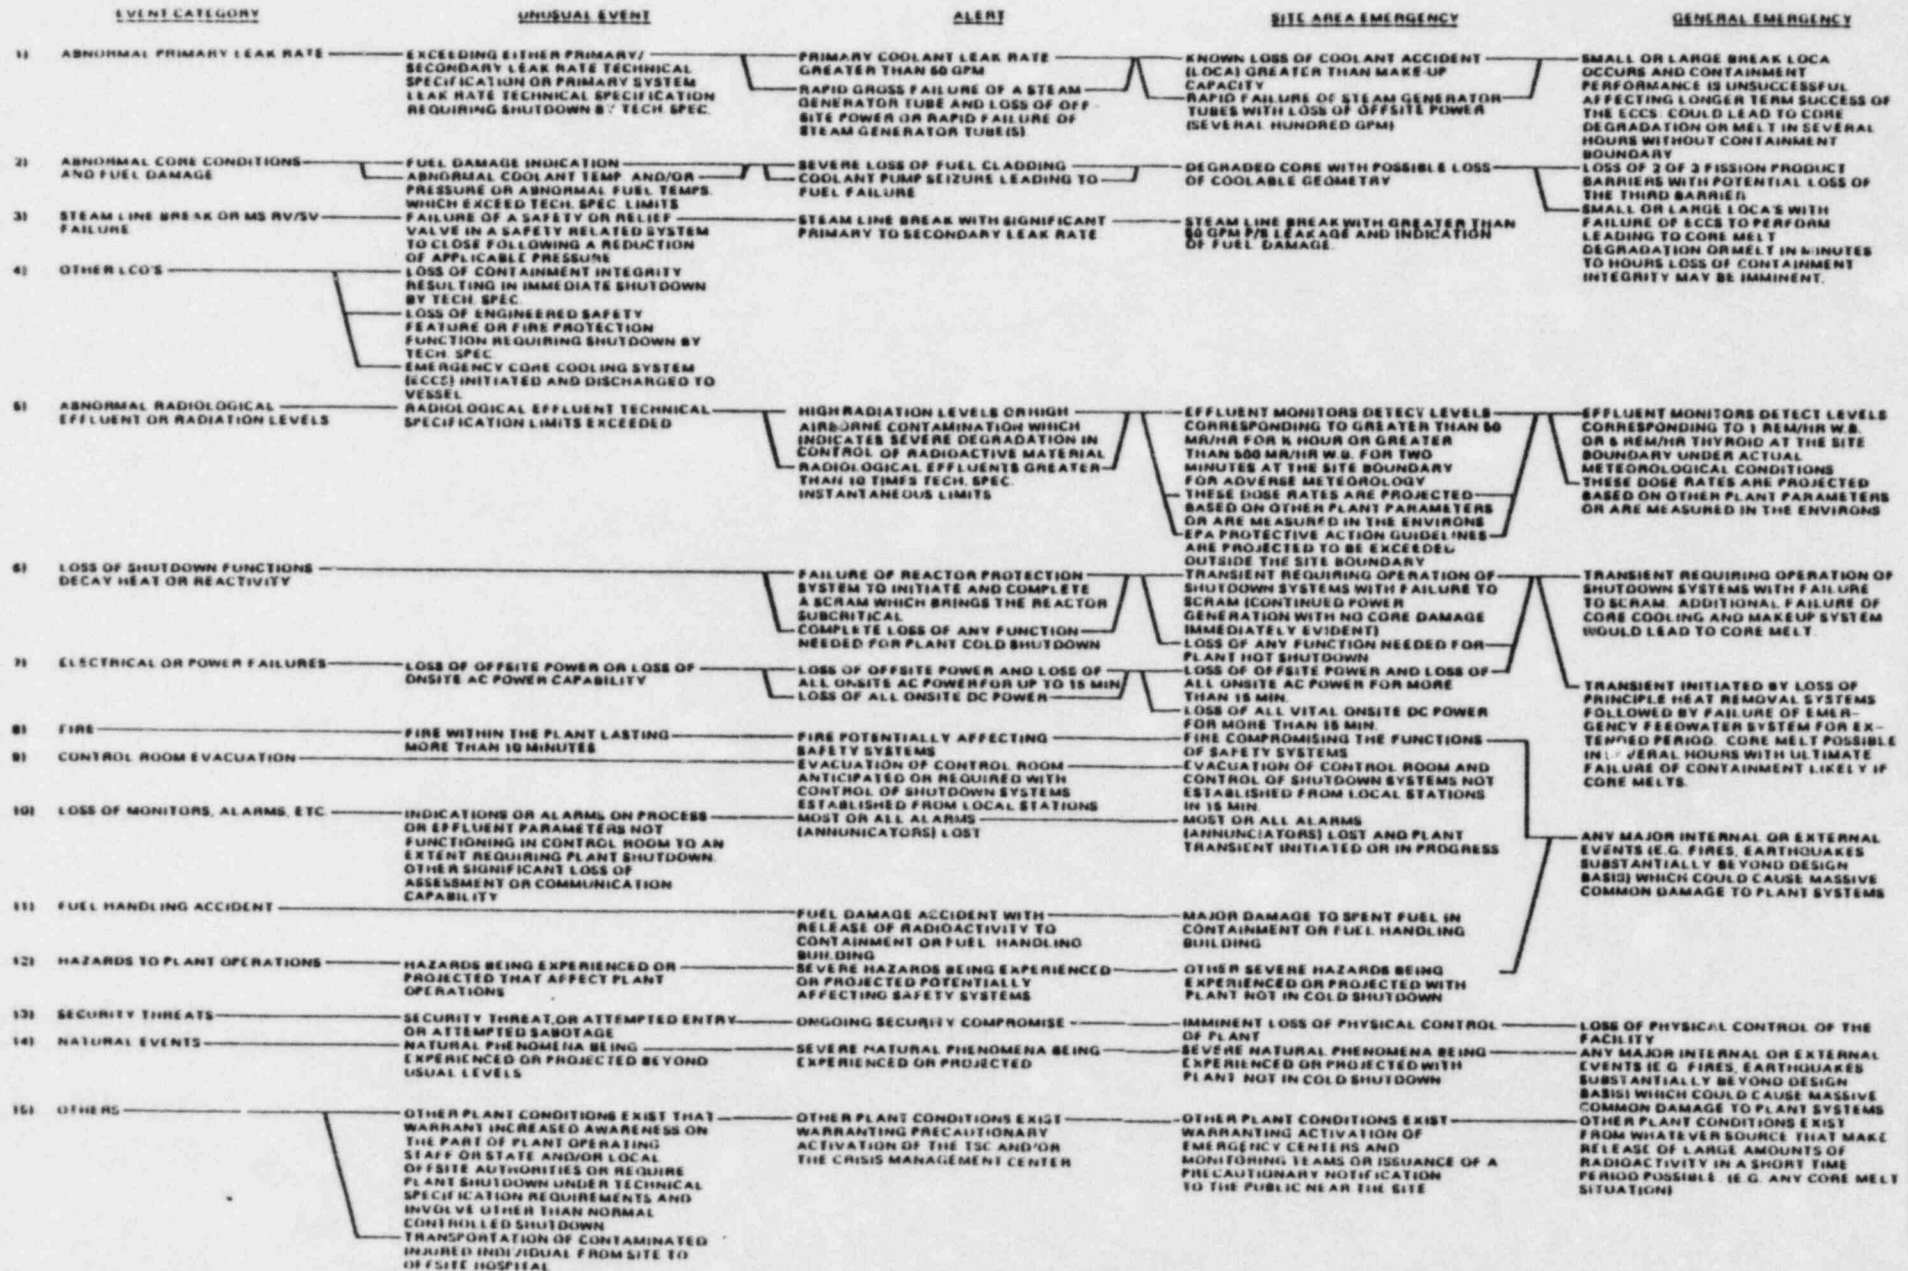 EVENT CATEGORY
UNUSUAL EVENT
ALERT
SITE AREA EMERGENCY
GENERAL EMERGENCY
1) ABNORMAL PRIMARY LEAK RATE
EXCEEDING EITHER PRIMARY/
SECONDARY LEAK RATE TECHNICAL
SPECIFICATION OR PRIMARY SYSTEM
LEAK RATE TECHNICAL SPECIFICATION
REQUIRING SHUTDOWN BY TECH SPEC.
PRIMARY COOLANT LEAK RATE
GREATER THAN 50 GPM
RAPID GROSS FAILURE OF A STEAM
GENERATOR TUBE AND LOSS OF OFF
SITE POWER OR RAPID FAILURE OF
STEAM GENERATOR TUBE(S)
KNOWN LOSS OF COOLANT ACCIDENT
(LOCA) GREATER THAN MAKE-UP
CAPACITY
RAPID FAILURE OF STEAM GENERATOR
TUBES WITH LOSS OF OFFSITE POWER
(SEVERAL HUNDRED GPM)
SMALL OR LARGE BREAK LOCA
OCCURS AND CONTAINMENT
PERFORMANCE IS UNSUCCESSFUL
AFFECTING LONGER TERM SUCCESS OF
THE ECCS. COULD LEAD TO CORE
DEGRADATION OR MELT IN SEVERAL
HOURS WITHOUT CONTAINMENT
BOUNDARY
2) ABNORMAL CORE CONDITIONS
AND FUEL DAMAGE
FUEL DAMAGE INDICATION
ABNORMAL COOLANT TEMP. AND/OR
PRESSURE OR ABNORMAL FUEL TEMPS.
WHICH EXCEED TECH. SPEC. LIMITS
SEVERE LOSS OF FUEL CLADDING
COOLANT PUMP SEIZURE LEADING TO
FUEL FAILURE
DEGRADED CORE WITH POSSIBLE LOSS
OF COOLABLE GEOMETRY
LOSS OF 2 OF 3 FISSION PRODUCT
BARRIERS WITH POTENTIAL LOSS OF
THE THIRD BARRIER
SMALL OR LARGE LOCA'S WITH
FAILURE OF ECCS TO PERFORM
LEADING TO CORE MELT
DEGRADATION OR MELT IN MINUTES
TO HOURS LOSS OF CONTAINMENT
INTEGRITY MAY BE IMMINENT.
3) STEAM LINE BREAK OR MS RV/SV
FAILURE
FAILURE OF A SAFETY OR RELIEF
VALVE IN A SAFETY RELATED SYSTEM
TO CLOSE FOLLOWING A REDUCTION
OF APPLICABLE PRESSURE
STEAM LINE BREAK WITH SIGNIFICANT
PRIMARY TO SECONDARY LEAK RATE
STEAM LINE BREAK WITH GREATER THAN
50 GPM P/S LEAKAGE AND INDICATION
OF FUEL DAMAGE.
4) OTHER LCO'S
LOSS OF CONTAINMENT INTEGRITY
RESULTING IN IMMEDIATE SHUTDOWN
BY TECH. SPEC.
LOSS OF ENGINEERED SAFETY
FEATURE OR FIRE PROTECTION
FUNCTION REQUIRING SHUTDOWN BY
TECH. SPEC.
EMERGENCY CORE COOLING SYSTEM
(ECCS) INITIATED AND DISCHARGED TO
VESSEL
5) ABNORMAL RADIOLOGICAL
EFFLUENT OR RADIATION LEVELS
RADIOLOGICAL EFFLUENT TECHNICAL
SPECIFICATION LIMITS EXCEEDED
HIGH RADIATION LEVELS OR HIGH
AIRBORNE CONTAMINATION WHICH
INDICATES SEVERE DEGRADATION IN
CONTROL OF RADIOACTIVE MATERIAL
RADIOLOGICAL EFFLUENTS GREATER
THAN 10 TIMES TECH. SPEC.
INSTANTANEOUS LIMITS
EFFLUENT MONITORS DETECT LEVELS
CORRESPONDING TO GREATER THAN 50
MR/HR FOR ½ HOUR OR GREATER
THAN 500 MR/HR W.B. FOR TWO
MINUTES AT THE SITE BOUNDARY
FOR ADVERSE METEOROLOGY
THESE DOSE RATES ARE PROJECTED
BASED ON OTHER PLANT PARAMETERS
OR ARE MEASURED IN THE ENVIRONS
EPA PROTECTIVE ACTION GUIDELINES
ARE PROJECTED TO BE EXCEEDED
OUTSIDE THE SITE BOUNDARY
EFFLUENT MONITORS DETECT LEVELS
CORRESPONDING TO 1 REM/HR W.B.
OR 5 REM/HR THYROID AT THE SITE
BOUNDARY UNDER ACTUAL
METEOROLOGICAL CONDITIONS
THESE DOSE RATES ARE PROJECTED
BASED ON OTHER PLANT PARAMETERS
OR ARE MEASURED IN THE ENVIRONS
6) LOSS OF SHUTDOWN FUNCTIONS
DECAY HEAT OR REACTIVITY
FAILURE OF REACTOR PROTECTION
SYSTEM TO INITIATE AND COMPLETE
A SCRAM WHICH BRINGS THE REACTOR
SUBCRITICAL
COMPLETE LOSS OF ANY FUNCTION
NEEDED FOR PLANT COLD SHUTDOWN
TRANSIENT REQUIRING OPERATION OF
SHUTDOWN SYSTEMS WITH FAILURE TO
SCRAM (CONTINUED POWER
GENERATION WITH NO CORE DAMAGE
IMMEDIATELY EVIDENT)
LOSS OF ANY FUNCTION NEEDED FOR
PLANT HOT SHUTDOWN
TRANSIENT REQUIRING OPERATION OF
SHUTDOWN SYSTEMS WITH FAILURE
TO SCRAM. ADDITIONAL FAILURE OF
CORE COOLING AND MAKEUP SYSTEM
WOULD LEAD TO CORE MELT.
7) ELECTRICAL OR POWER FAILURES
LOSS OF OFFSITE POWER OR LOSS OF
ONSITE AC POWER CAPABILITY
LOSS OF OFFSITE POWER AND LOSS OF
ALL ONSITE AC POWER FOR UP TO 15 MIN
LOSS OF ALL ONSITE DC POWER
LOSS OF OFFSITE POWER AND LOSS OF
ALL ONSITE AC POWER FOR MORE
THAN 15 MIN.
LOSS OF ALL VITAL ONSITE DC POWER
FOR MORE THAN 15 MIN.
TRANSIENT INITIATED BY LOSS OF
PRINCIPLE HEAT REMOVAL SYSTEMS
FOLLOWED BY FAILURE OF EMER-
GENCY FEEDWATER SYSTEM FOR EX-
TENDED PERIOD. CORE MELT POSSIBLE
IN SEVERAL HOURS WITH ULTIMATE
FAILURE OF CONTAINMENT LIKELY IF
CORE MELTS.
8) FIRE
FIRE WITHIN THE PLANT LASTING
MORE THAN 10 MINUTES
FIRE POTENTIALLY AFFECTING
SAFETY SYSTEMS
FIRE COMPROMISING THE FUNCTIONS
OF SAFETY SYSTEMS
9) CONTROL ROOM EVACUATION
EVACUATION OF CONTROL ROOM
ANTICIPATED OR REQUIRED WITH
CONTROL OF SHUTDOWN SYSTEMS
ESTABLISHED FROM LOCAL STATIONS
EVACUATION OF CONTROL ROOM AND
CONTROL OF SHUTDOWN SYSTEMS NOT
ESTABLISHED FROM LOCAL STATIONS
IN 15 MIN.
10) LOSS OF MONITORS, ALARMS, ETC
INDICATIONS OR ALARMS ON PROCESS
OR EFFLUENT PARAMETERS NOT
FUNCTIONING IN CONTROL ROOM TO AN
EXTENT REQUIRING PLANT SHUTDOWN.
OTHER SIGNIFICANT LOSS OF
ASSESSMENT OR COMMUNICATION
CAPABILITY
MOST OR ALL ALARMS
(ANNUNICATORS) LOST
MOST OR ALL ALARMS
(ANNUNCIATORS) LOST AND PLANT
TRANSIENT INITIATED OR IN PROGRESS
ANY MAJOR INTERNAL OR EXTERNAL
EVENTS (E.G. FIRES, EARTHQUAKES
SUBSTANTIALLY BEYOND DESIGN
BASIS) WHICH COULD CAUSE MASSIVE
COMMON DAMAGE TO PLANT SYSTEMS
11) FUEL HANDLING ACCIDENT
FUEL DAMAGE ACCIDENT WITH
RELEASE OF RADIOACTIVITY TO
CONTAINMENT OR FUEL HANDLING
BUILDING
MAJOR DAMAGE TO SPENT FUEL IN
CONTAINMENT OR FUEL HANDLING
BUILDING
12) HAZARDS TO PLANT OPERATIONS
HAZARDS BEING EXPERIENCED OR
PROJECTED THAT AFFECT PLANT
OPERATIONS
SEVERE HAZARDS BEING EXPERIENCED
OR PROJECTED POTENTIALLY
AFFECTING SAFETY SYSTEMS
OTHER SEVERE HAZARDS BEING
EXPERIENCED OR PROJECTED WITH
PLANT NOT IN COLD SHUTDOWN
13) SECURITY THREATS
SECURITY THREAT, OR ATTEMPTED ENTRY
OR ATTEMPTED SABOTAGE
ONGOING SECURITY COMPROMISE
IMMINENT LOSS OF PHYSICAL CONTROL
OF PLANT
LOSS OF PHYSICAL CONTROL OF THE
FACILITY
14) NATURAL EVENTS
NATURAL PHENOMENA BEING
EXPERIENCED OR PROJECTED BEYOND
USUAL LEVELS
SEVERE NATURAL PHENOMENA BEING
EXPERIENCED OR PROJECTED
SEVERE NATURAL PHENOMENA BEING
EXPERIENCED OR PROJECTED WITH
PLANT NOT IN COLD SHUTDOWN
ANY MAJOR INTERNAL OR EXTERNAL
EVENTS (E.G. FIRES, EARTHQUAKES
SUBSTANTIALLY BEYOND DESIGN
BASIS) WHICH COULD CAUSE MASSIVE
COMMON DAMAGE TO PLANT SYSTEMS
15) OTHERS
OTHER PLANT CONDITIONS EXIST THAT
WARRANT INCREASED AWARENESS ON
THE PART OF PLANT OPERATING
STAFF OR STATE AND/OR LOCAL
OFFSITE AUTHORITIES OR REQUIRE
PLANT SHUTDOWN UNDER TECHNICAL
SPECIFICATION REQUIREMENTS AND
INVOLVE OTHER THAN NORMAL
CONTROLLED SHUTDOWN
TRANSPORTATION OF CONTAMINATED
INJURED INDIVIDUAL FROM SITE TO
OFFSITE HOSPITAL
OTHER PLANT CONDITIONS EXIST
WARRANTING PRECAUTIONARY
ACTIVATION OF THE TSC AND/OR
THE CRISIS MANAGEMENT CENTER
OTHER PLANT CONDITIONS EXIST
WARRANTING ACTIVATION OF
EMERGENCY CENTERS AND
MONITORING TEAMS OR ISSUANCE OF A
PRECAUTIONARY NOTIFICATION
TO THE PUBLIC NEAR THE SITE
OTHER PLANT CONDITIONS EXIST
FROM WHATEVER SOURCE THAT MAKE
RELEASE OF LARGE AMOUNTS OF
RADIOACTIVITY IN A SHORT TIME
PERIOD POSSIBLE. (E.G. ANY CORE MELT
SITUATION)